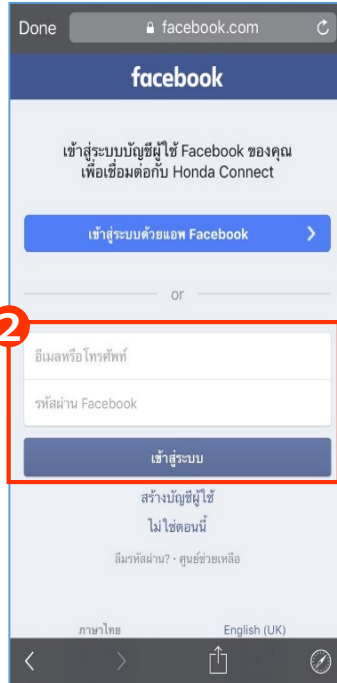 Done facebook.com
facebook
เข้าสู่ระบบบัญชีผู้ใช้ Facebook ของคุณ
เพื่อเชื่อมต่อกับ Honda Connect
เข้าสู่ระบบด้วยแอพ Facebook
or
2
อีเมลหรือโทรศัพท์
รหัสผ่าน Facebook
เข้าสู่ระบบ
สร้างบัญชีผู้ใช้
ไม่ใช่ตอนนี้
ลืมรหัสผ่าน? · ศูนย์ช่วยเหลือ
ภาษาไทย English (UK)